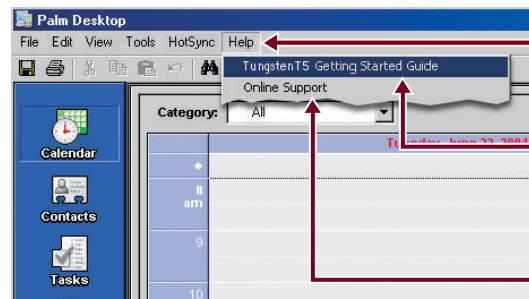 Palm Desktop
File Edit View Tools HotSync Help
TungstenT5 Getting Started Guide
Online Support
Category: All
Calendar
8
am
Contacts
9
Tasks
10